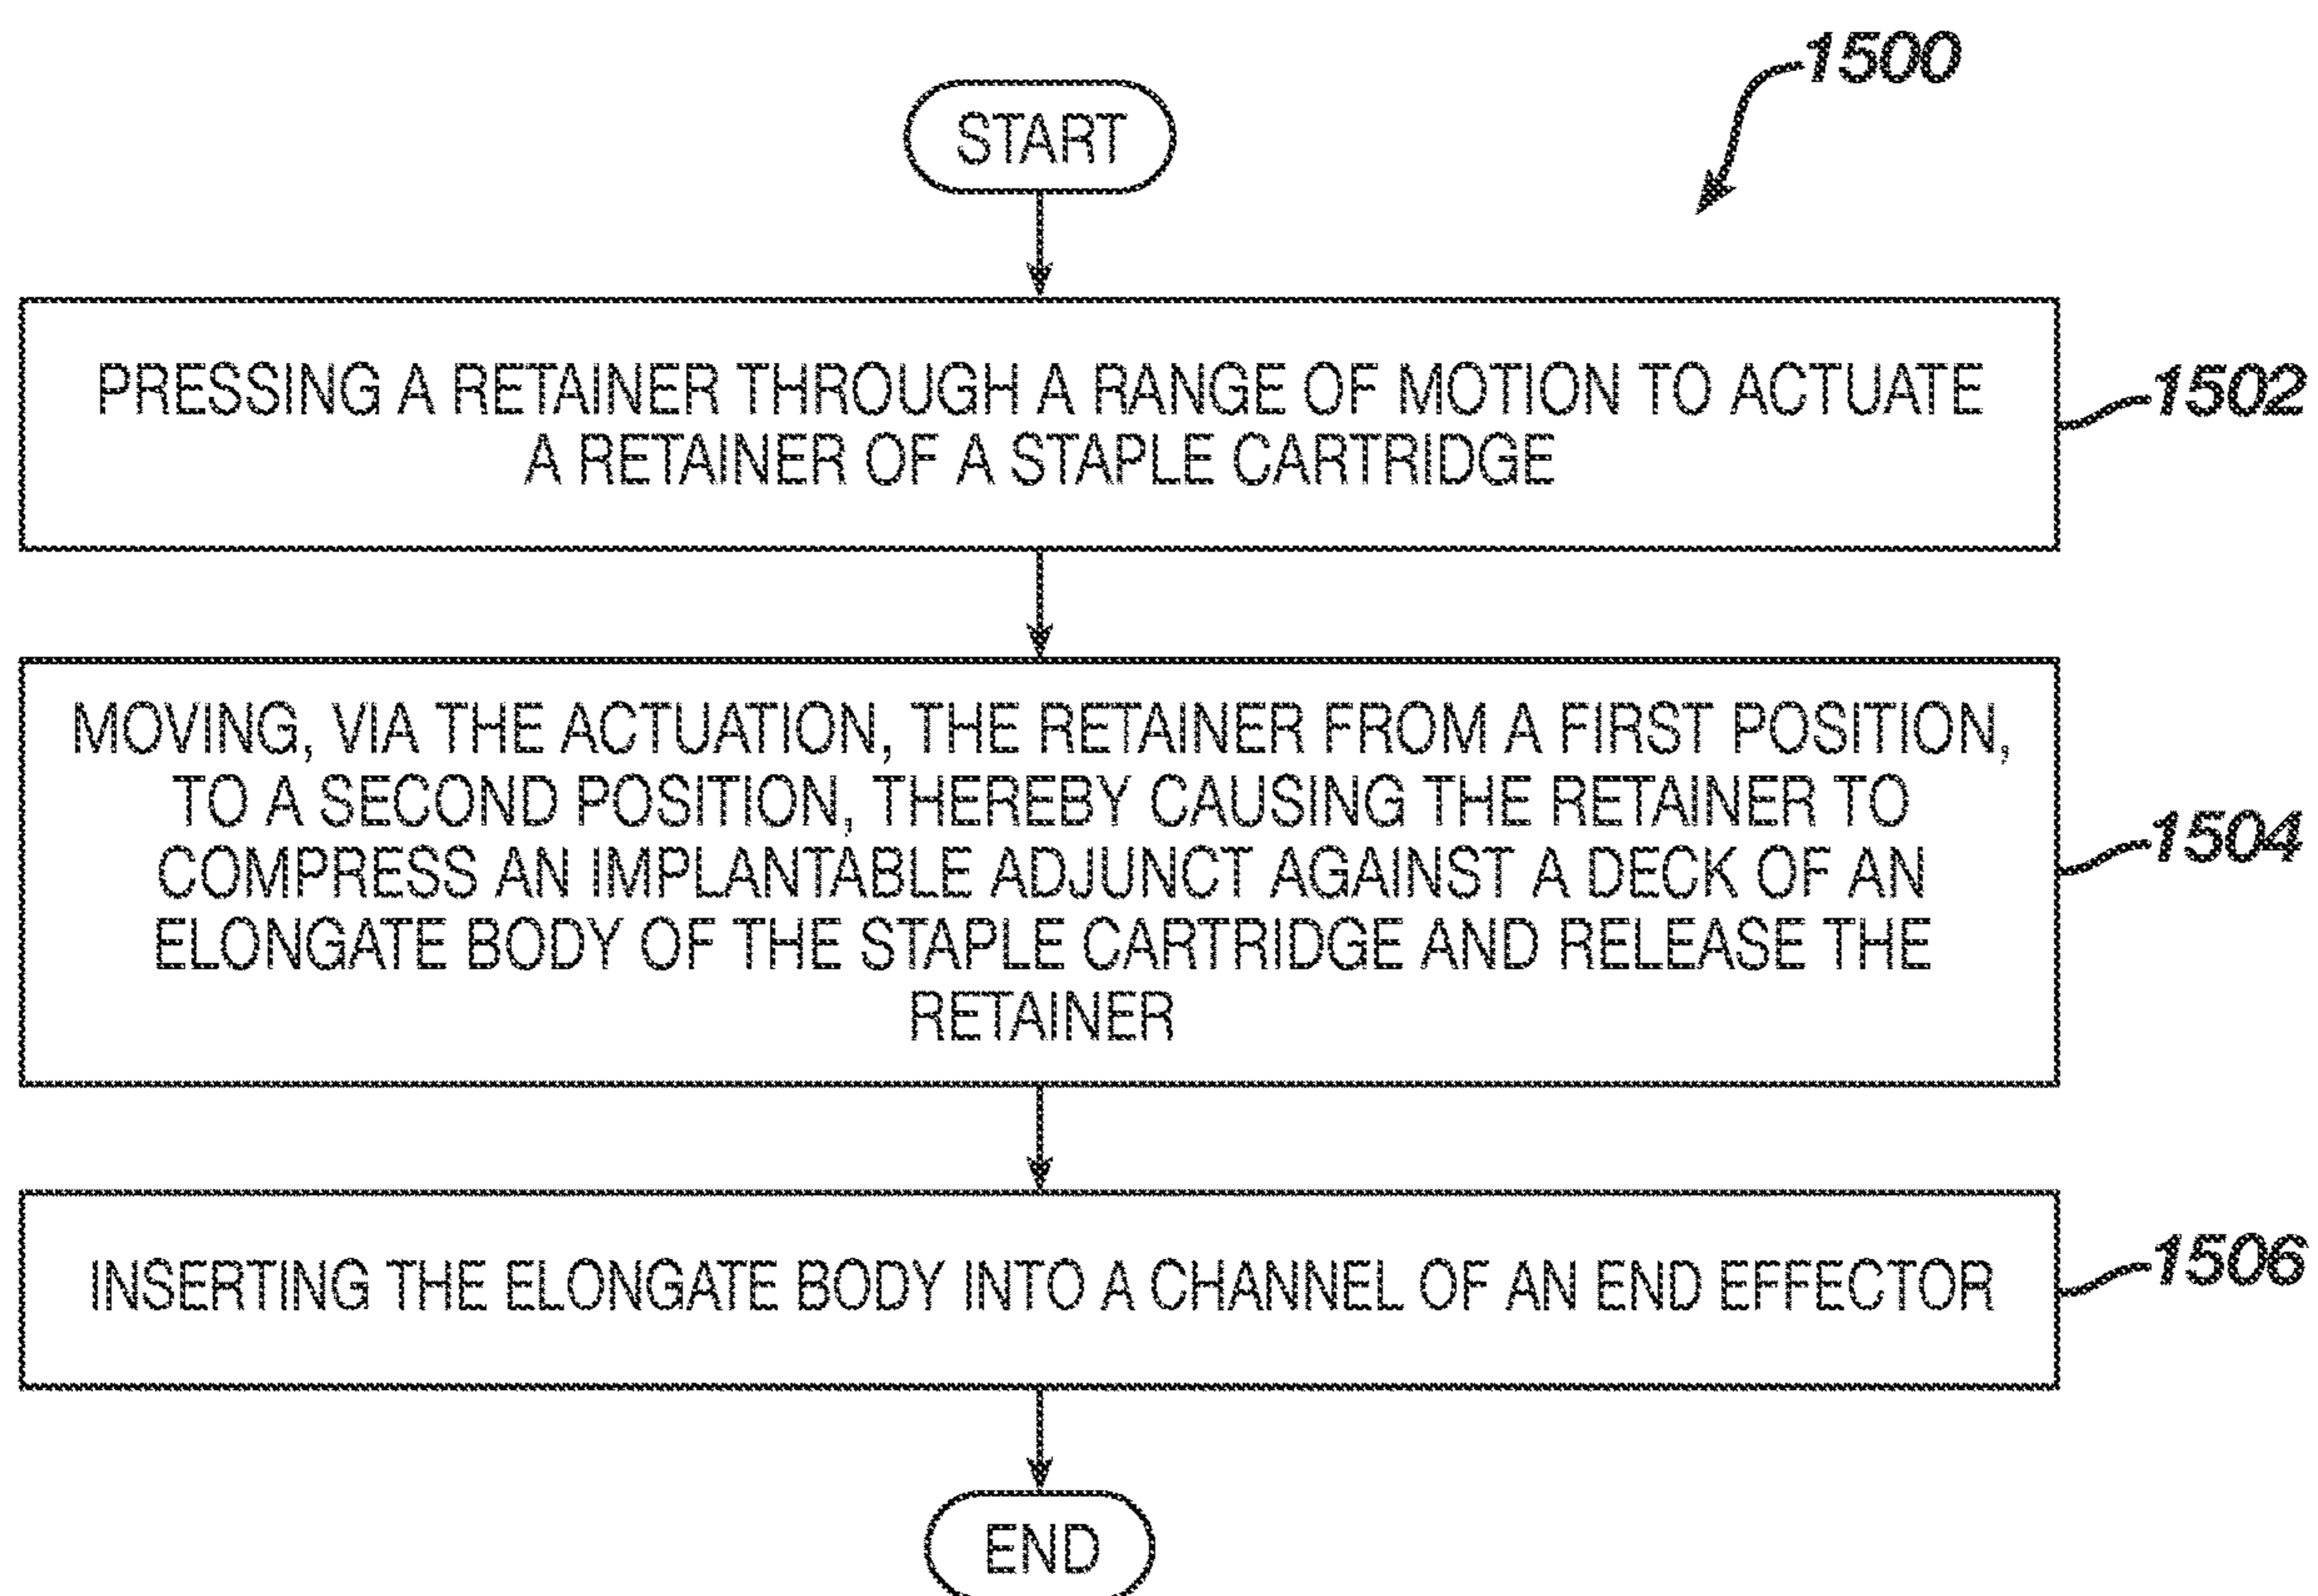 1500
START
PRESSING A RETAINER THROUGH A RANGE OF MOTION TO ACTUATE
A RETAINER OF A STAPLE CARTRIDGE
1502
MOVING, VIA THE ACTUATION, THE RETAINER FROM A FIRST POSITION,
TO A SECOND POSITION, THEREBY CAUSING THE RETAINER TO
COMPRESS AN IMPLANTABLE ADJUNCT AGAINST A DECK OF AN
ELONGATE BODY OF THE STAPLE CARTRIDGE AND RELEASE THE
RETAINER
1504
INSERTING THE ELONGATE BODY INTO A CHANNEL OF AN END EFFECTOR
1506
END